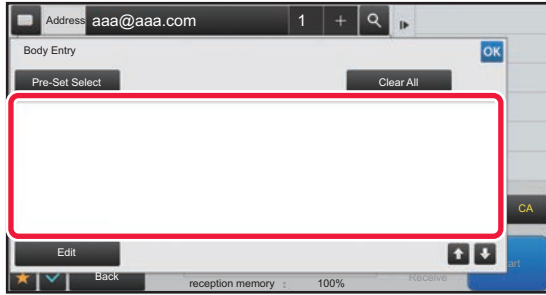 Address aaa@aaa.com 1 +
Body Entry OK
Pre-Set Select Clear All
CA
Edit
Back reception memory : 100% Receive